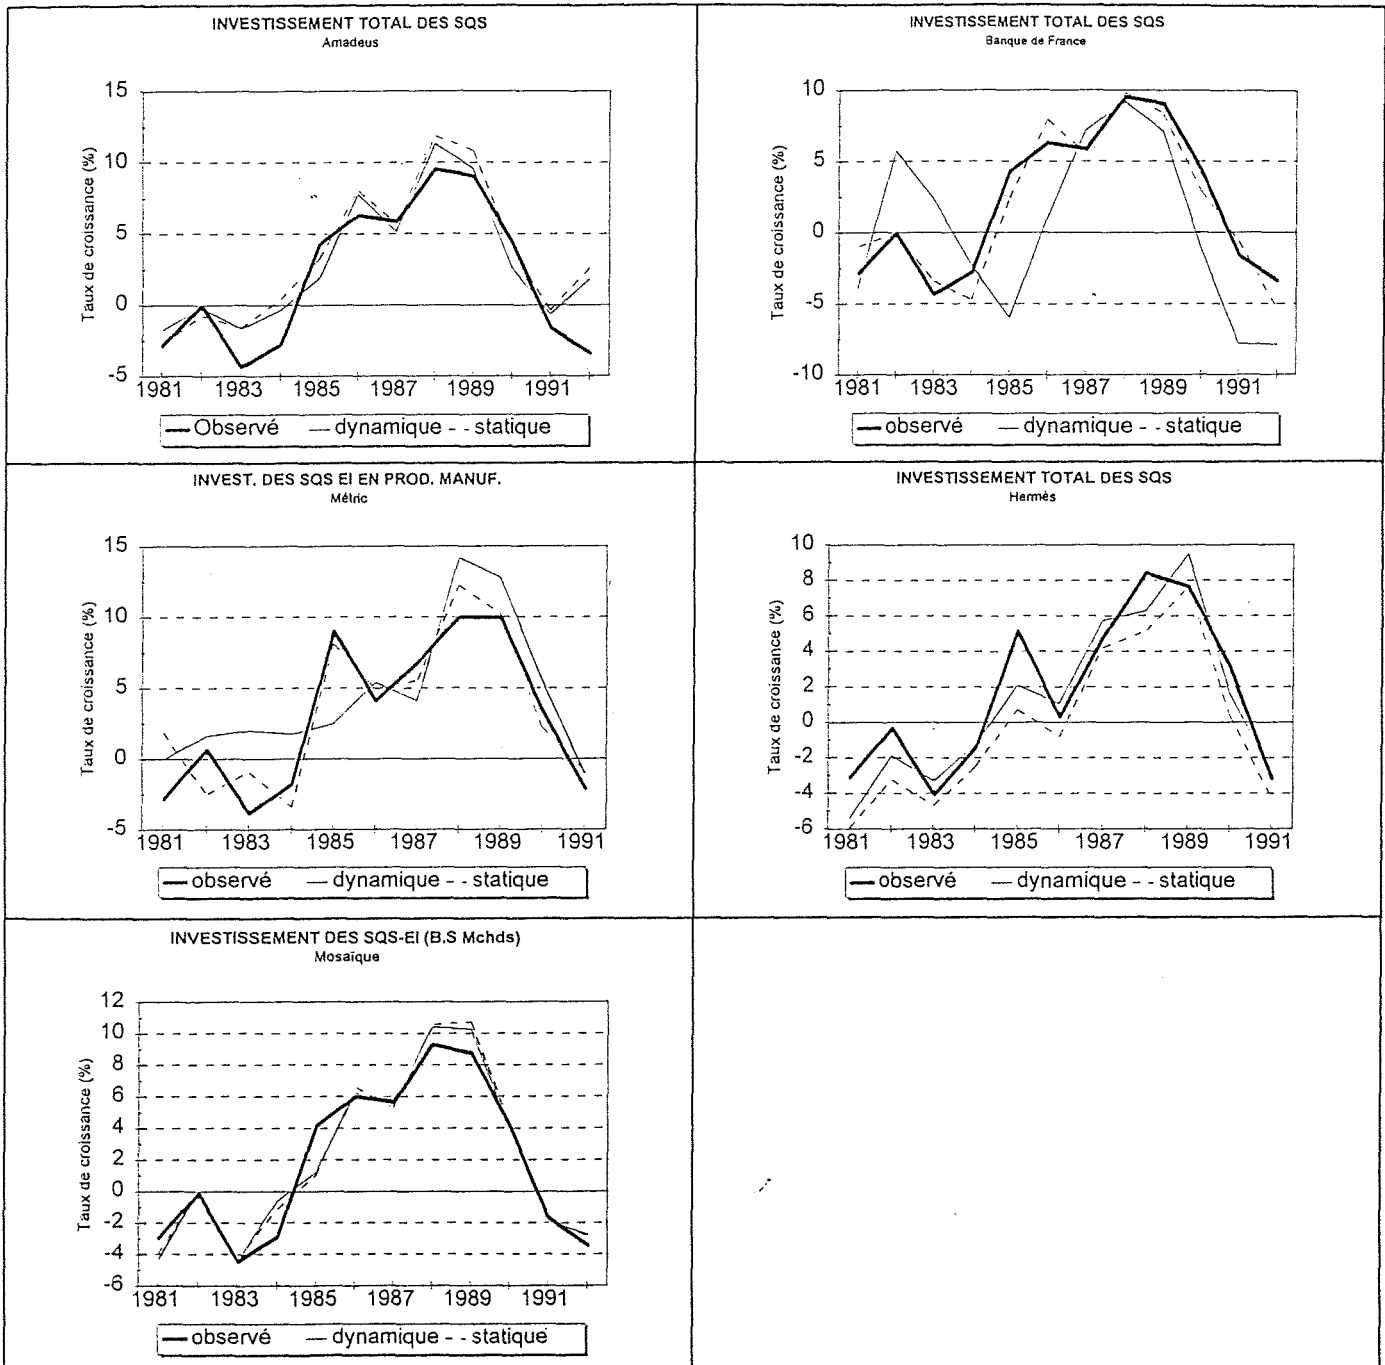 INVESTISSEMENT TOTAL DES SQS
Amadeus
Taux de croissance (%)
15
10
5
0
-5
1981 1983 1985 1987 1989 1991
Observé dynamique statique
INVESTISSEMENT TOTAL DES SQS
Banque de France
Taux de croissance (%)
10
5
0
-5
-10
1981 1983 1985 1987 1989 1991
observé dynamique statique
INVEST. DES SQS EI EN PROD. MANUF.
Métric
Taux de croissance (%)
15
10
5
0
-5
1981 1983 1985 1987 1989 1991
observé dynamique statique
INVESTISSEMENT TOTAL DES SQS
Hermès
Taux de croissance (%)
10
8
6
4
2
0
-2
-4
-6
1981 1983 1985 1987 1989 1991
observé dynamique statique
INVESTISSEMENT DES SQS-EI (B.S Mchds)
Mosaïque
Taux de croissance (%)
12
10
8
6
4
2
0
-2
-4
-6
1981 1983 1985 1987 1989 1991
observé dynamique statique